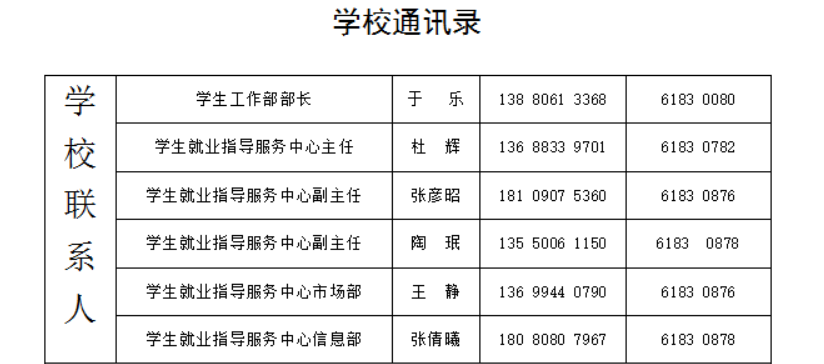 学校通讯录
学校联系人
学生工作部部长 于 乐 138 8061 3368 6183 0080
学生就业指导服务中心主任 杜 辉 136 8833 9701 6183 0782
学生就业指导服务中心副主任 张彦昭 181 0907 5360 6183 0876
学生就业指导服务中心副主任 陶 珉 135 5006 1150 6183 0878
学生就业指导服务中心市场部 王 静 136 9944 0790 6183 0876
学生就业指导服务中心信息部 张倩曦 180 8080 7967 6183 0878